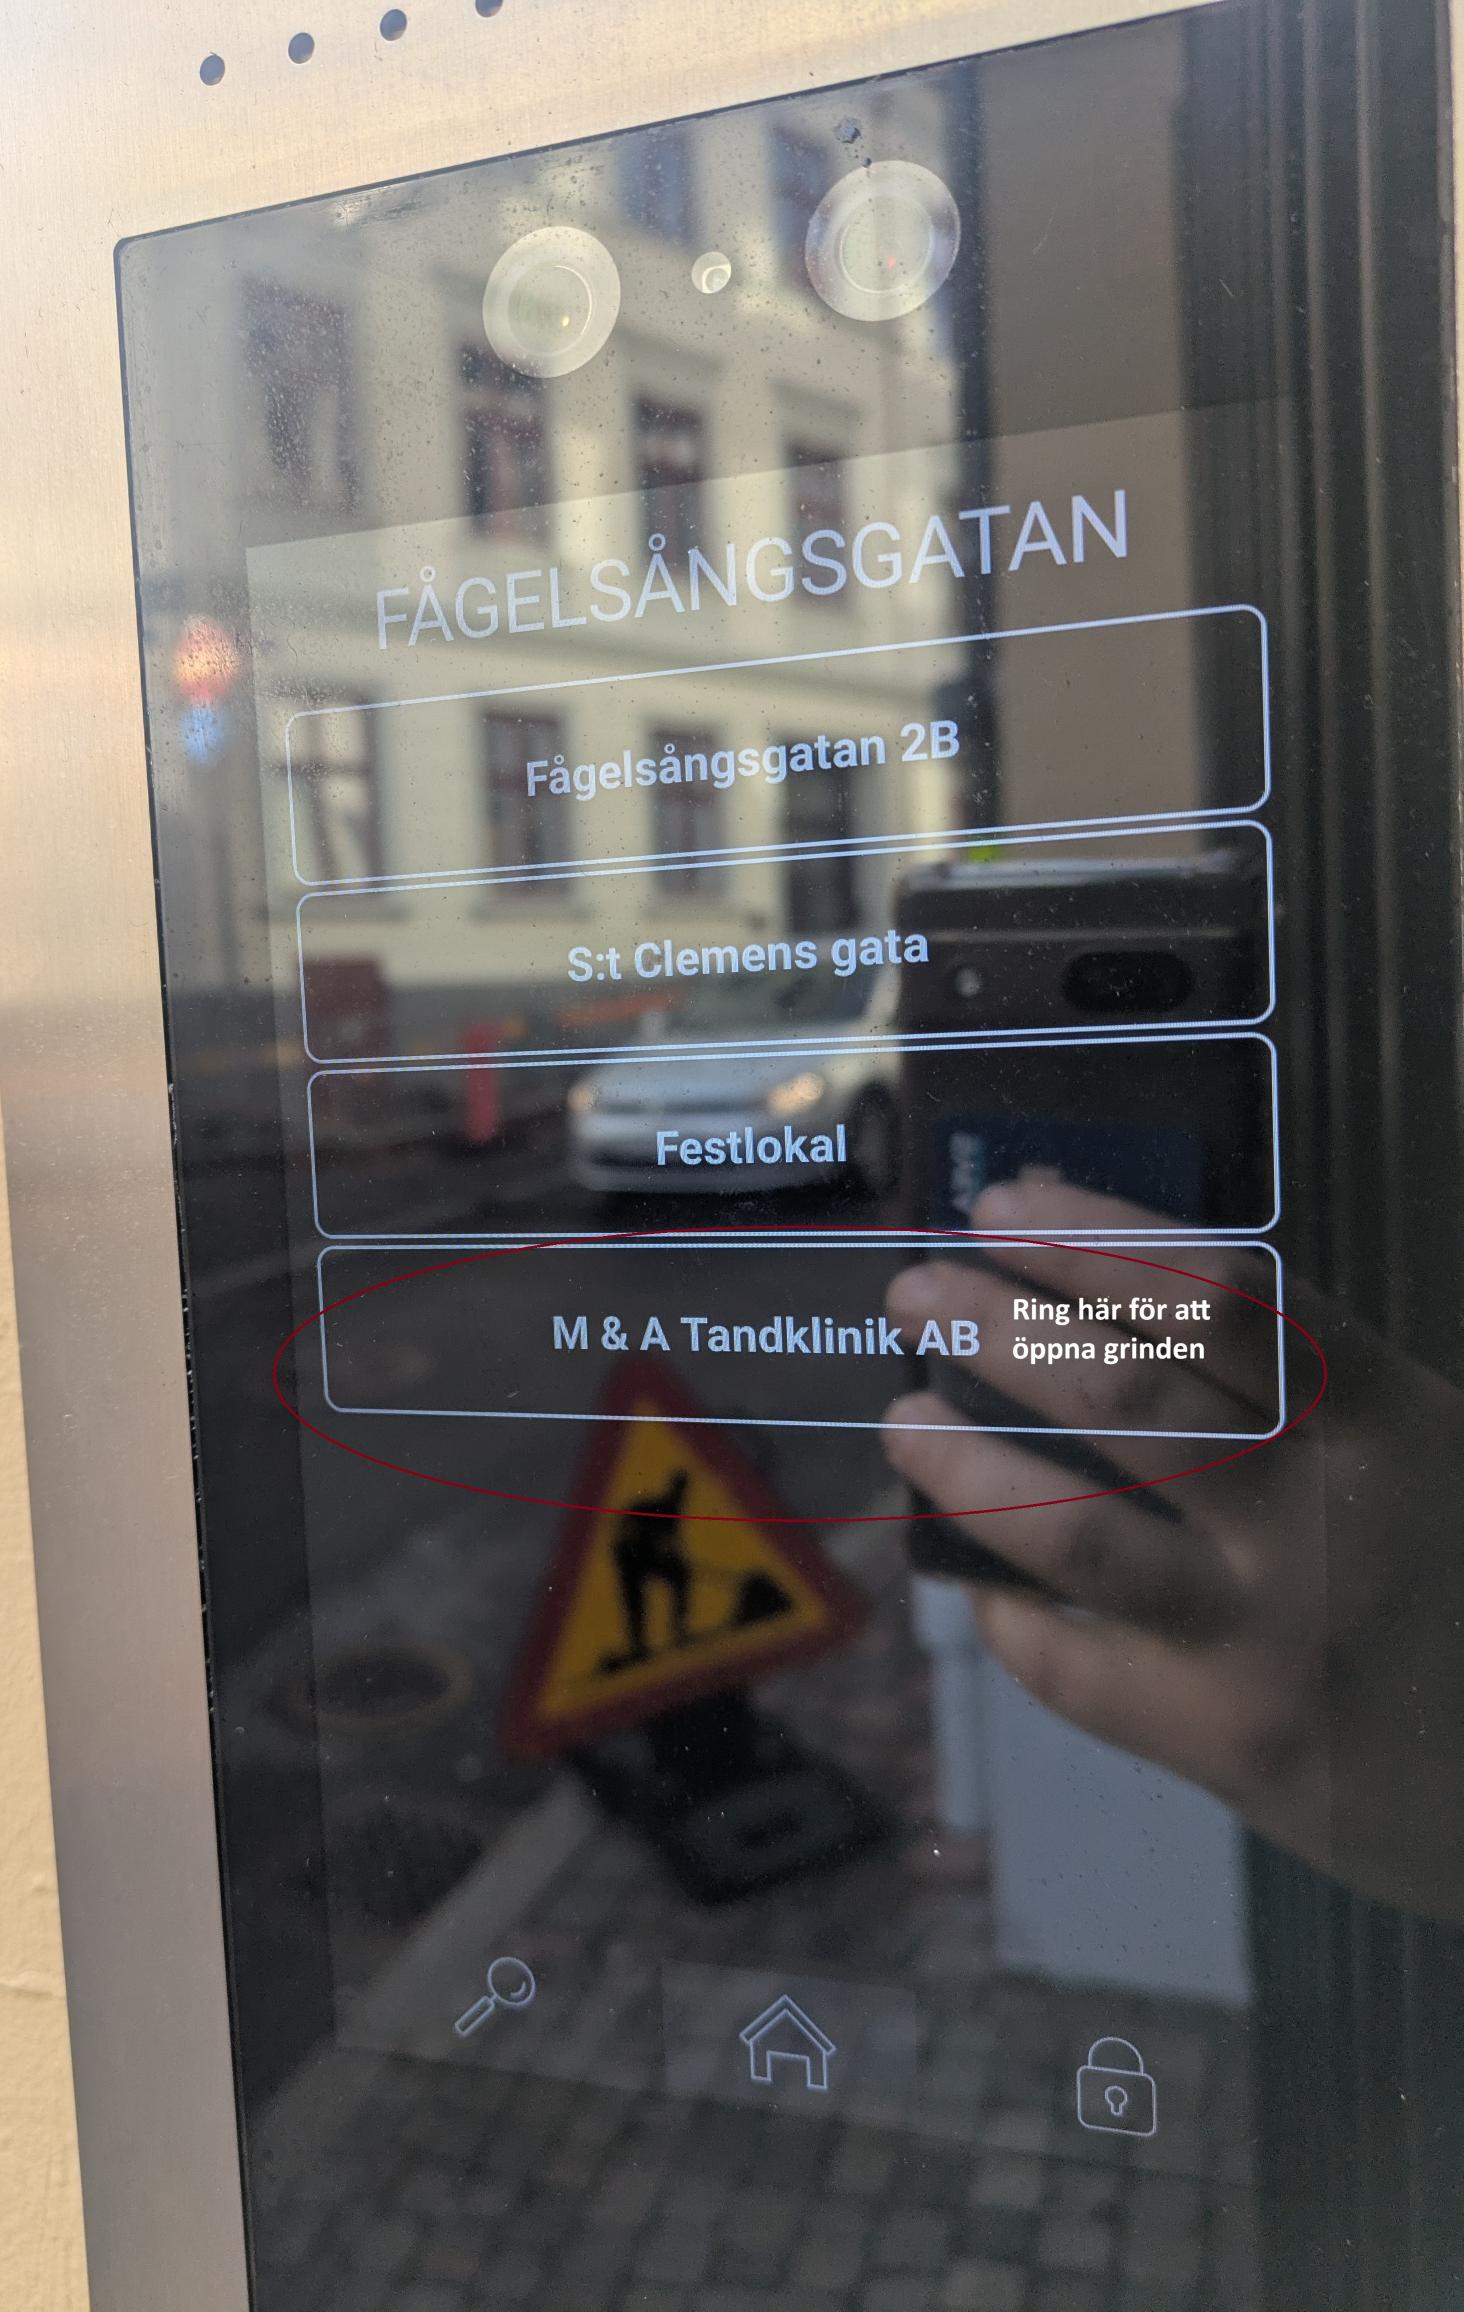 FÅGELSÅNGSGATAN
Fågelsångsgatan 2B
S:t Clemens gata
Festlokal
M & A Tandklinik AB
Ring här för att
öppna grinden